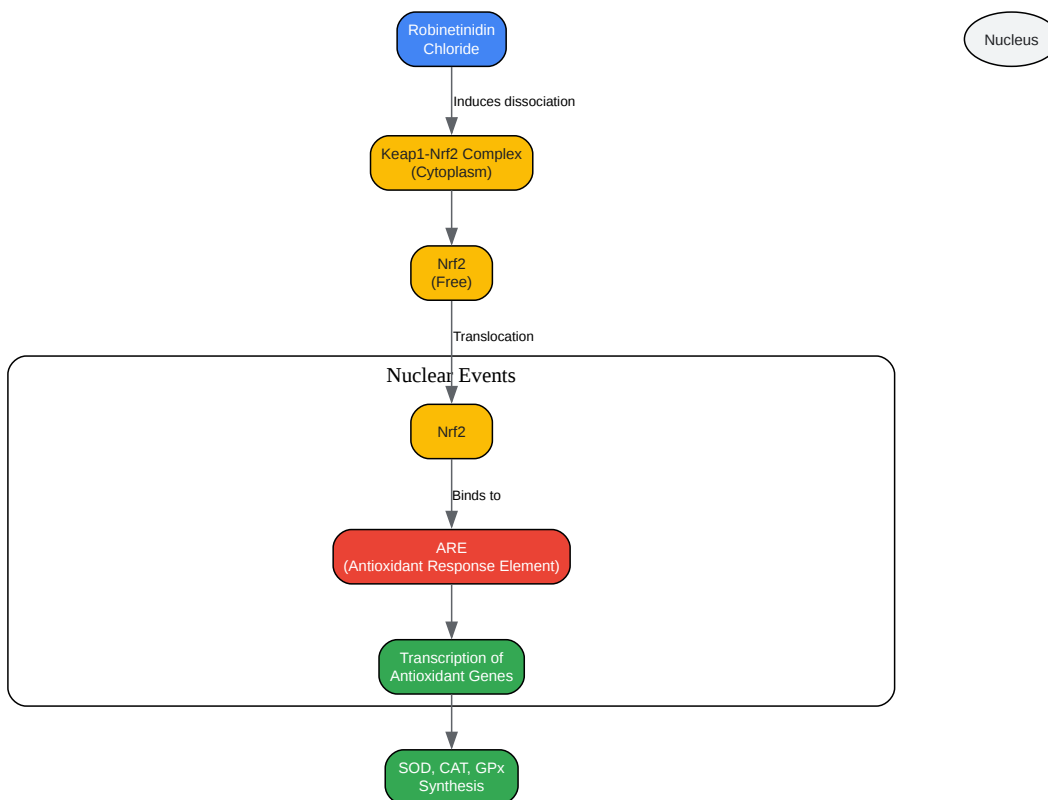 Robinetinidin
Chloride
Nucleus
Induces dissociation
Keap1-Nrf2 Complex
(Cytoplasm)
Nrf2
(Free)
Translocation
Nuclear Events
Nrf2
Binds to
ARE
(Antioxidant Response Element)
Transcription of
Antioxidant Genes
SOD, CAT, GPx
Synthesis